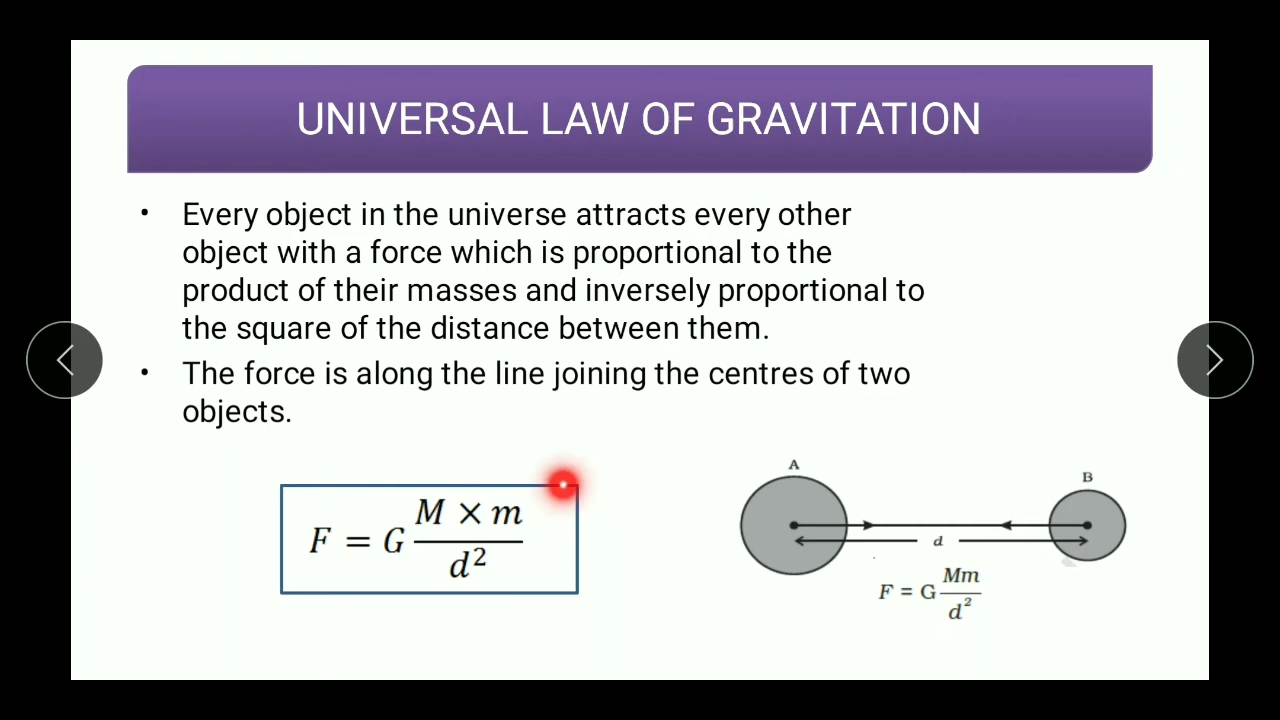 UNIVERSAL LAW OF GRAVITATION
• Every object in the universe attracts every other
object with a force which is proportional to the
product of their masses and inversely proportional to
the square of the distance between them.
• The force is along the line joining the centres of two
objects.
F = G M × m / d²
A
B
d
F = G Mm / d²